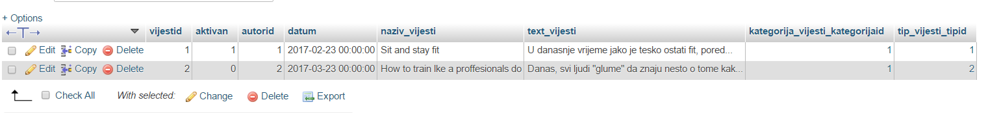 + Options
←T→ vijestid aktivan autorid datum naziv_vijesti text_vijesti kategorija_vijesti_kategorijaid tip_vijesti_tipid
Edit Copy Delete 1 1 1 2017-02-23 00:00:00 Sit and stay fit U danasnje vrijeme jako je tesko ostati fit, pored... 1 1
Edit Copy Delete 2 0 2 2017-03-23 00:00:00 How to train lke a proffesionals do Danas, svi ljudi "glume" da znaju nesto o tome kak... 1 2
Check All With selected: Change Delete Export